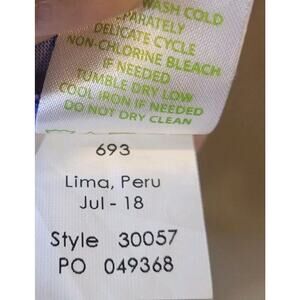 WASH COLD
SEPARATELY
DELICATE CYCLE
NON-CHLORINE BLEACH
IF NEEDED
TUMBLE DRY LOW
COOL IRON IF NEEDED
DO NOT DRY CLEAN
693
Lima, Peru
Jul - 18
Style 30057
PO 049368